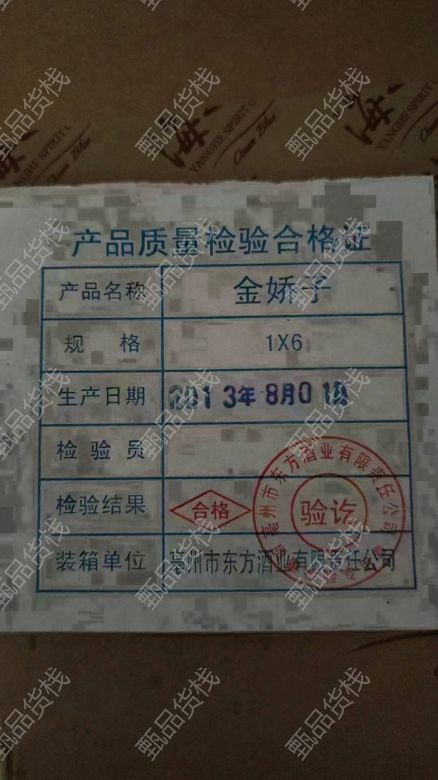 YANGHE SPIRIT
产品质量检验合格证
产品名称 金娇子
规 格 1X6
生产日期 2013年8月01日
检验员
检验结果 合格
装箱单位 亳州市东方酒业有限责任公司
亳州市东方酒业有限责任公司
验讫
甄品货栈